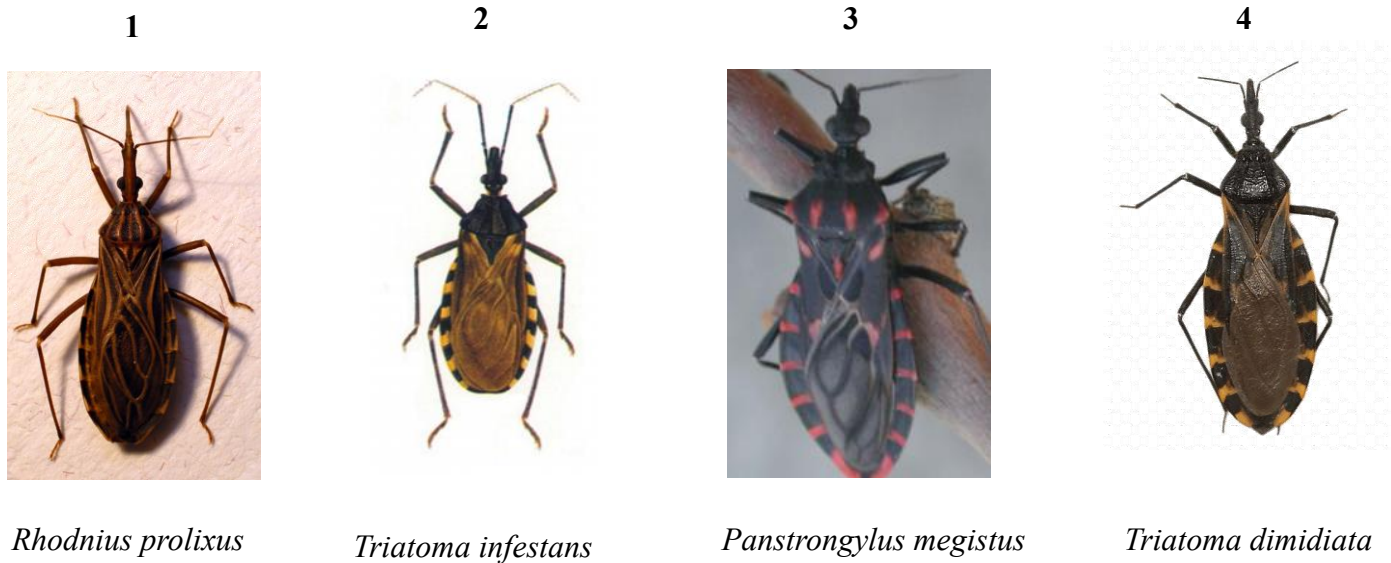 1
2
3
4
Rhodnius prolixus
Triatoma infestans
Panstrongylus megistus
Triatoma dimidiata